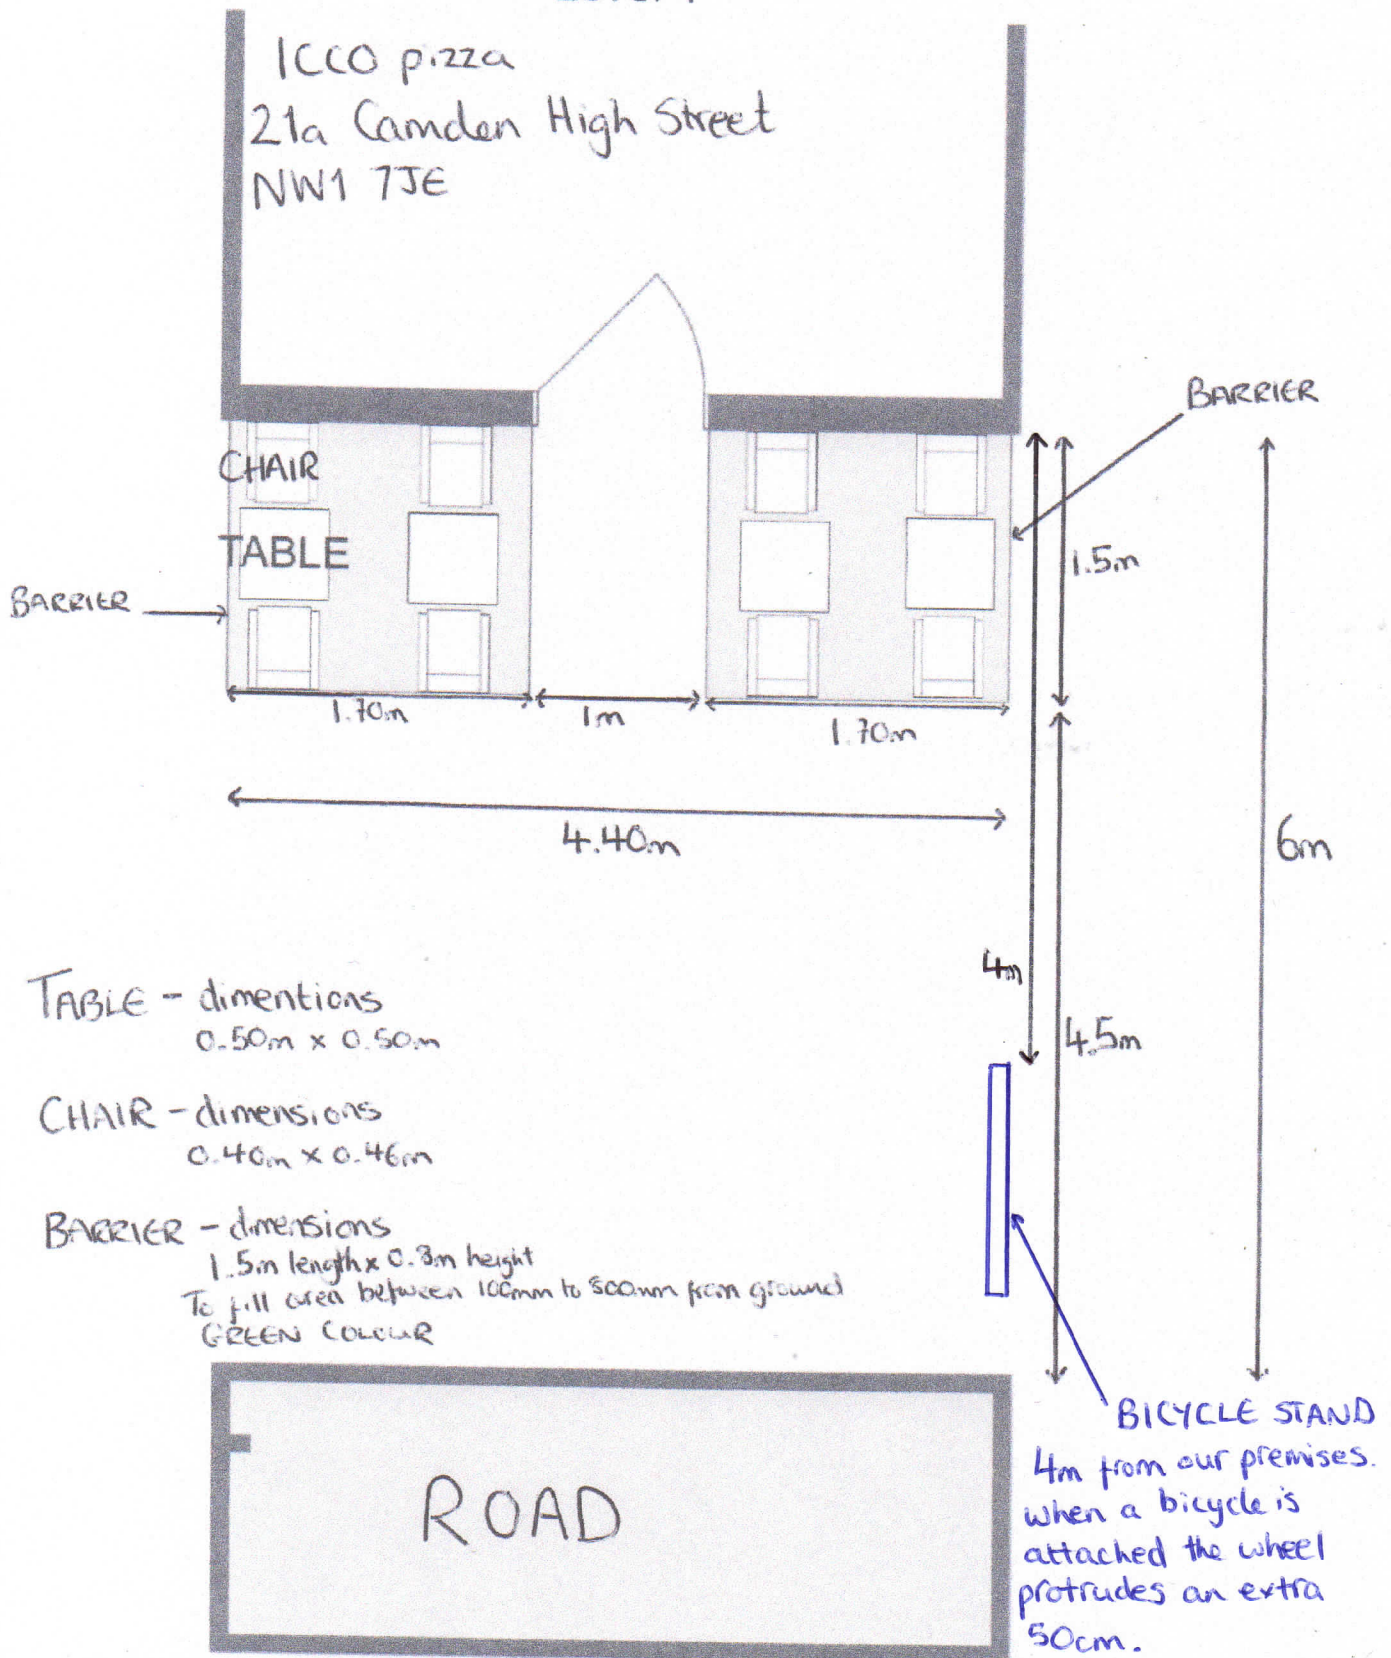 ICCO pizza
21a Camden High Street
NW1 7JE
BARRIER
CHAIR
TABLE
BARRIER
1.5m
1.70m
1m
1.70m
4.40m
6m
4m
4.5m
TABLE - dimentions
0.50m x 0.50m
CHAIR - dimensions
0.40m x 0.46m
BARRIER - dimensions
1.5m length x 0.8m height
To fill area between 100mm to 800mm from ground
GREEN COLOUR
ROAD
BICYCLE STAND
4m from our premises.
when a bicycle is
attached the wheel
protrudes an extra
50cm.